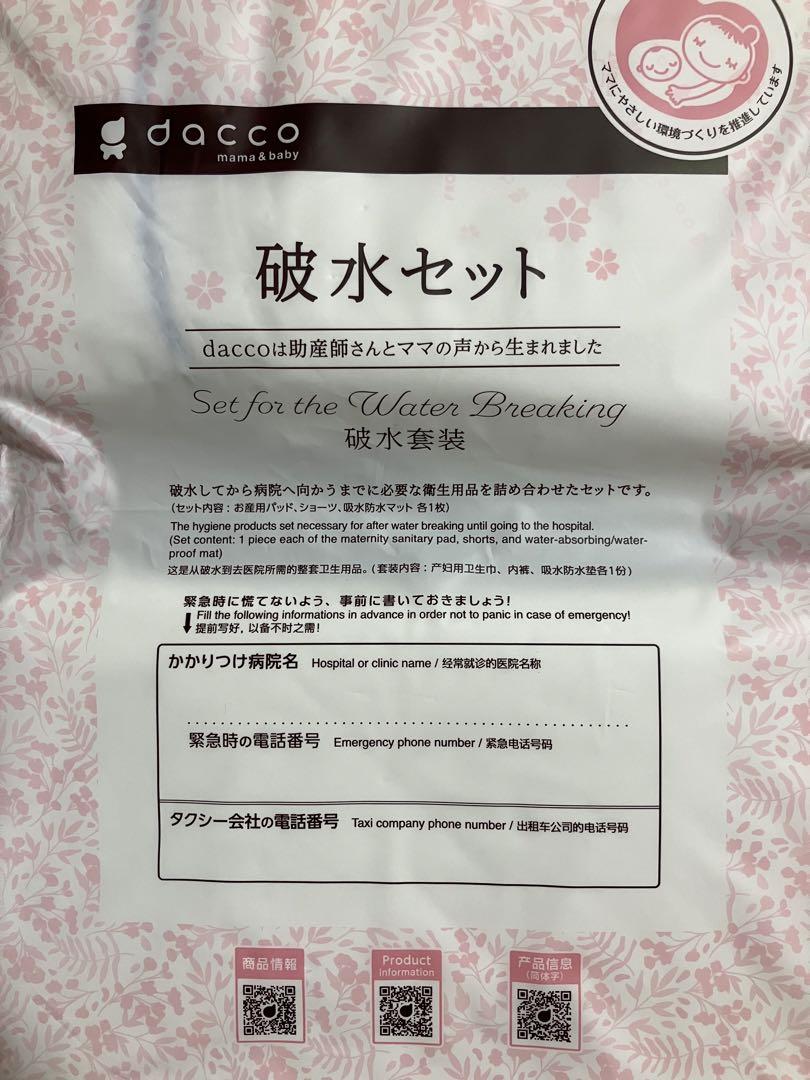 ママにやさしい環境づくりを推進しています
dacco
mama & baby
破水セット
daccoは助産師さんとママの声から生まれました
Set for the Water Breaking
破水套装
破水してから病院へ向かうまでに必要な衛生用品を詰め合わせたセットです。
(セット内容：お産用パッド、ショーツ、吸水防水マット 各1枚)
The hygiene products set necessary for after water breaking until going to the hospital.
(Set content: 1 piece each of the maternity sanitary pad, shorts, and water-absorbing/water-
proof mat)
这是从破水到去医院所需的整套卫生用品。(套装内容：产妇用卫生巾、内裤、吸水防水垫各1份)
緊急時に慌てないよう、事前に書いておきましょう！
Fill the following informations in advance in order not to panic in case of emergency!
提前写好，以备不时之需！
かかりつけ病院名 Hospital or clinic name / 经常就诊的医院名称
緊急時の電話番号 Emergency phone number / 紧急电话号码
タクシー会社の電話番号 Taxi company phone number / 出租车公司的电话号码
商品情報
Product
information
产品信息
(简体字)